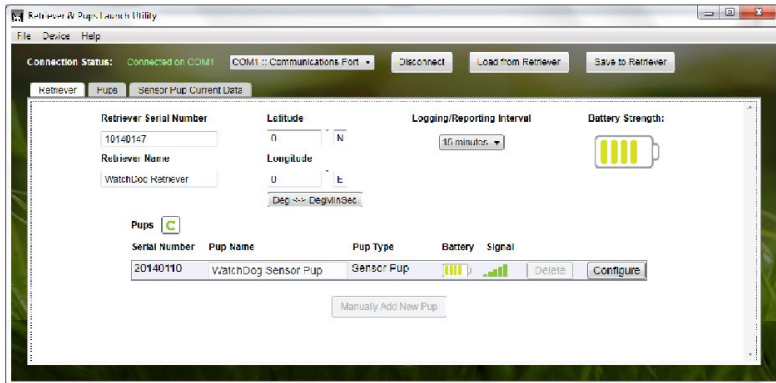 Retriever & Pups Launch Utility
File Device Help
Connection Status: Connected on COM1 COM1 :: Communications Port Disconnect Load from Retriever Save to Retriever
Retriever Pups Sensor Pup Current Data
Retriever Serial Number Latitude Logging/Reporting Interval Battery Strength:
10140147 0 ° N 15 minutes
Retriever Name Longitude
WatchDog Retriever 0 ° E
Deg <-> DegMinSec
Pups
Serial Number Pup Name Pup Type Battery Signal
20140110 WatchDog Sensor Pup Sensor Pup Delete Configure
Manually Add New Pup